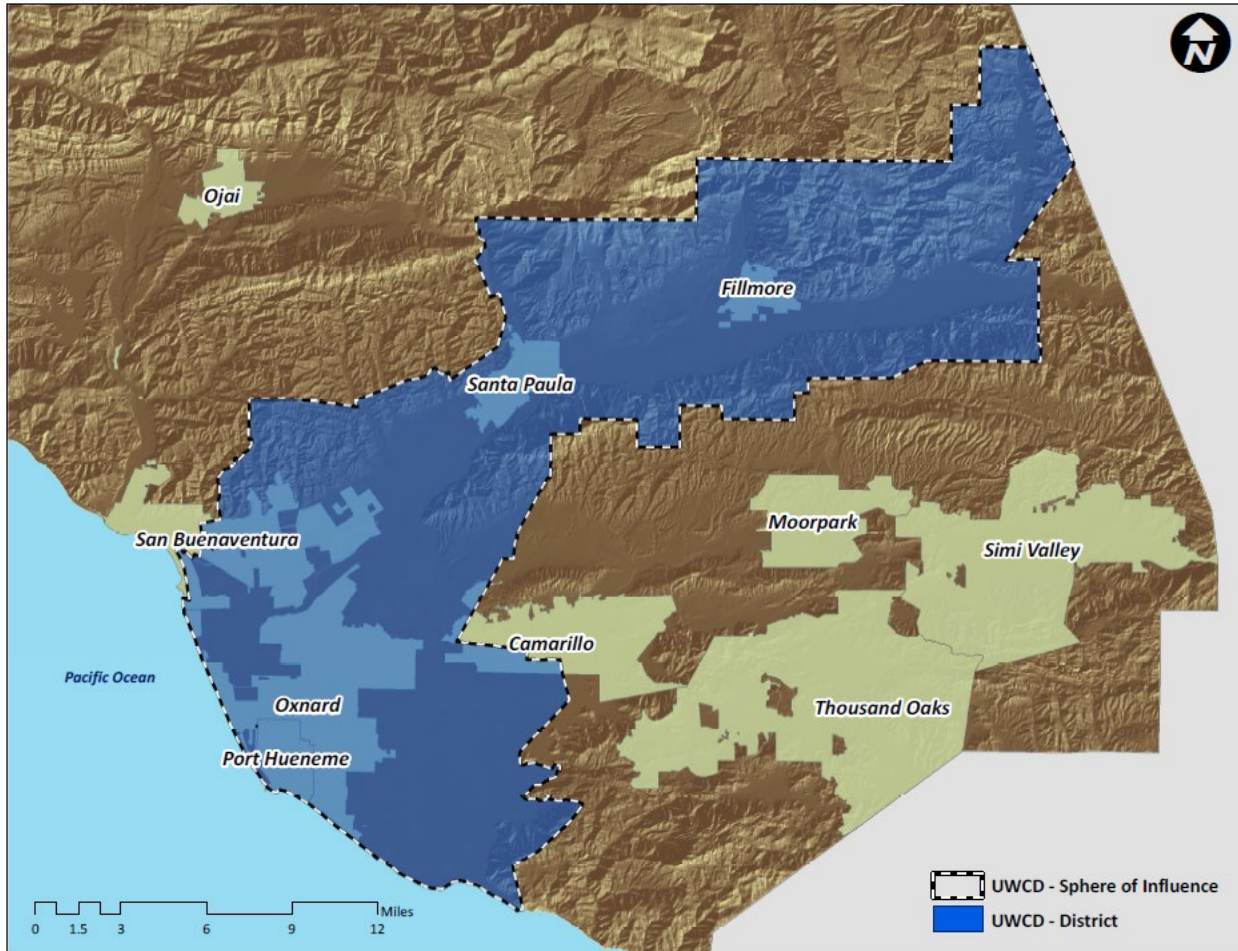 N
Ojai
Fillmore
Santa Paula
San Buenaventura
Moorpark
Simi Valley
Camarillo
Pacific Ocean
Oxnard
Thousand Oaks
Port Hueneme
UWCD - Sphere of Influence
UWCD - District
Miles
0 1.5 3 6 9 12